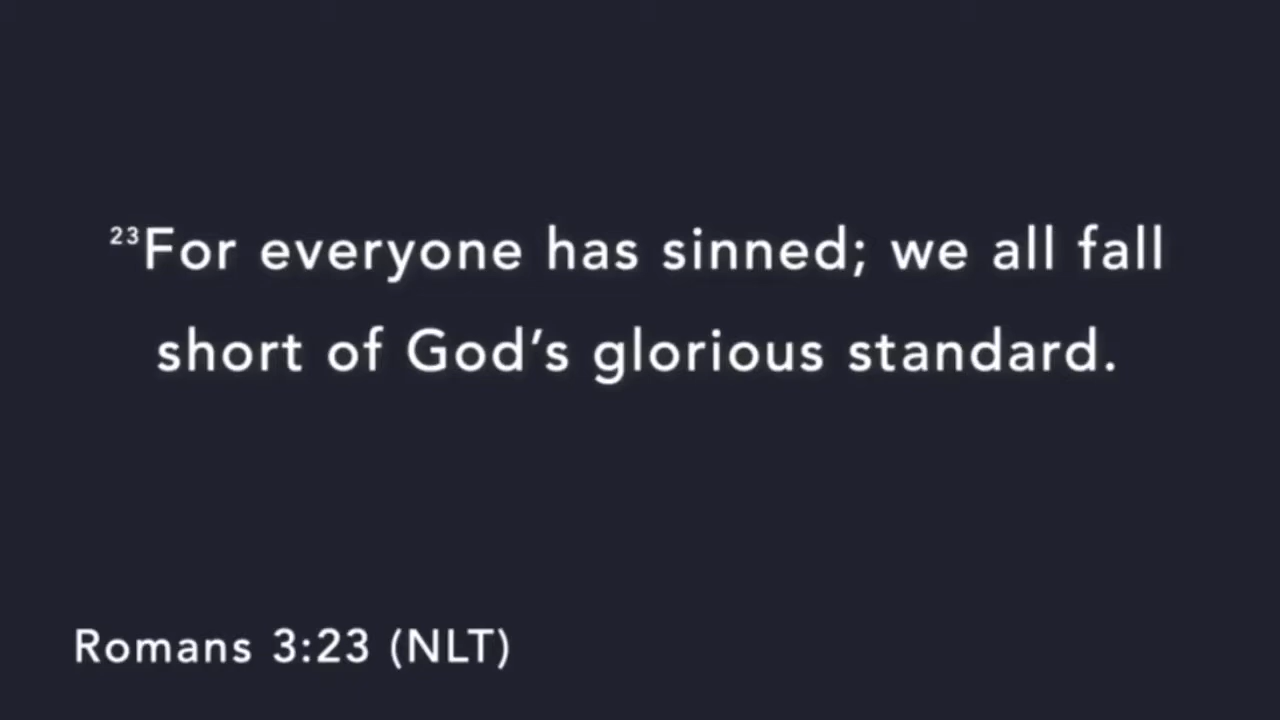 23For everyone has sinned; we all fall
short of God’s glorious standard.
Romans 3:23 (NLT)